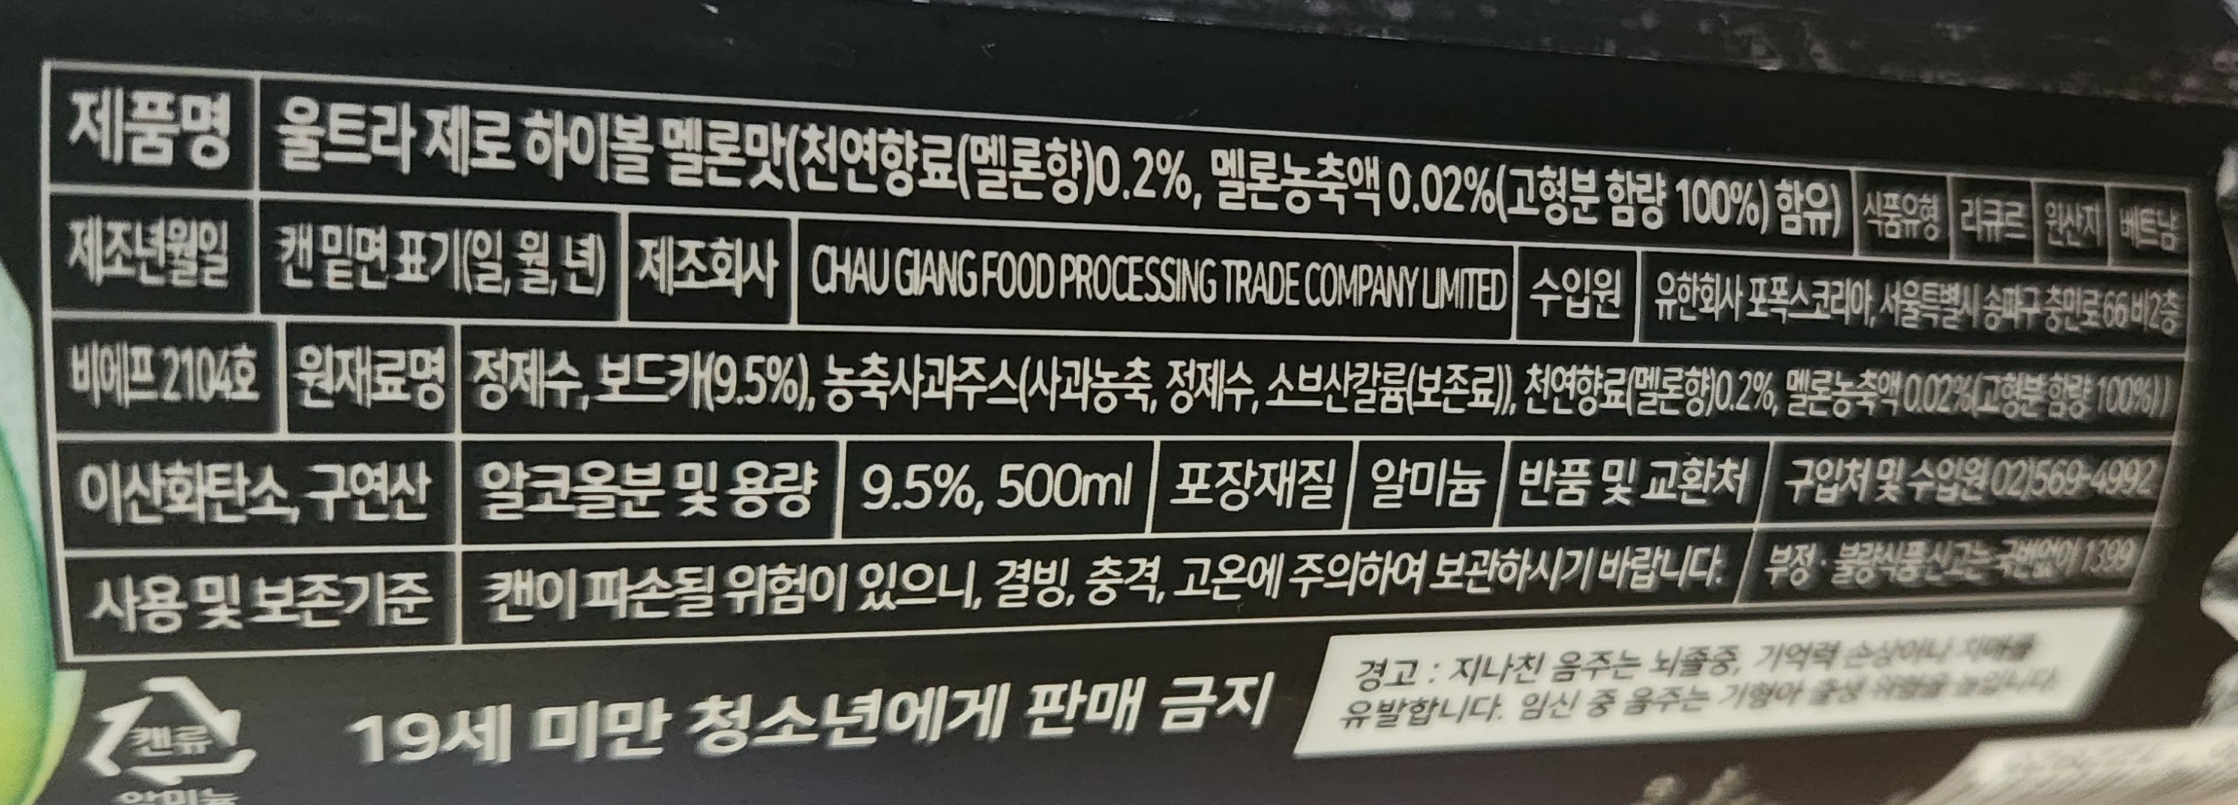 제품명 울트라 제로 하이볼 멜론맛(천연향료(멜론향)0.2%, 멜론농축액 0.02%(고형분 함량 100%) 함유) 식품유형 리큐르 원산지 베트남
제조년월일 캔 밑면 표기(일, 월, 년) 제조회사 CHAU GIANG FOOD PROCESSING TRADE COMPANY LIMITED 수입원 유한회사 포폭스코리아, 서울특별시 송파구 충민로 66 비2층
비에프 2104호 원재료명 정제수, 보드카(9.5%), 농축사과주스(사과농축, 정제수, 소브산칼륨(보존료)), 천연향료(멜론향)0.2%, 멜론농축액 0.02%(고형분 함량 100%))
이산화탄소, 구연산 알코올분 및 용량 9.5%, 500ml 포장재질 알미늄 반품 및 교환처 구입처 및 수입원 02)569-4992
사용 및 보존기준 캔이 파손될 위험이 있으니, 결빙, 충격, 고온에 주의하여 보관하시기 바랍니다. 부정·불량식품신고는 국번없이 1399
캔류
알미늄
19세 미만 청소년에게 판매 금지
경고 : 지나친 음주는 뇌졸중, 기억력 손상이나 치매를
유발합니다. 임신 중 음주는 기형아 출생 위험을 높입니다.